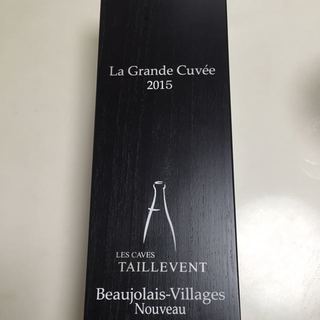 La Grande Cuvée
2015
LES CAVES
TAILLEVENT
Beaujolais-Villages
Nouveau